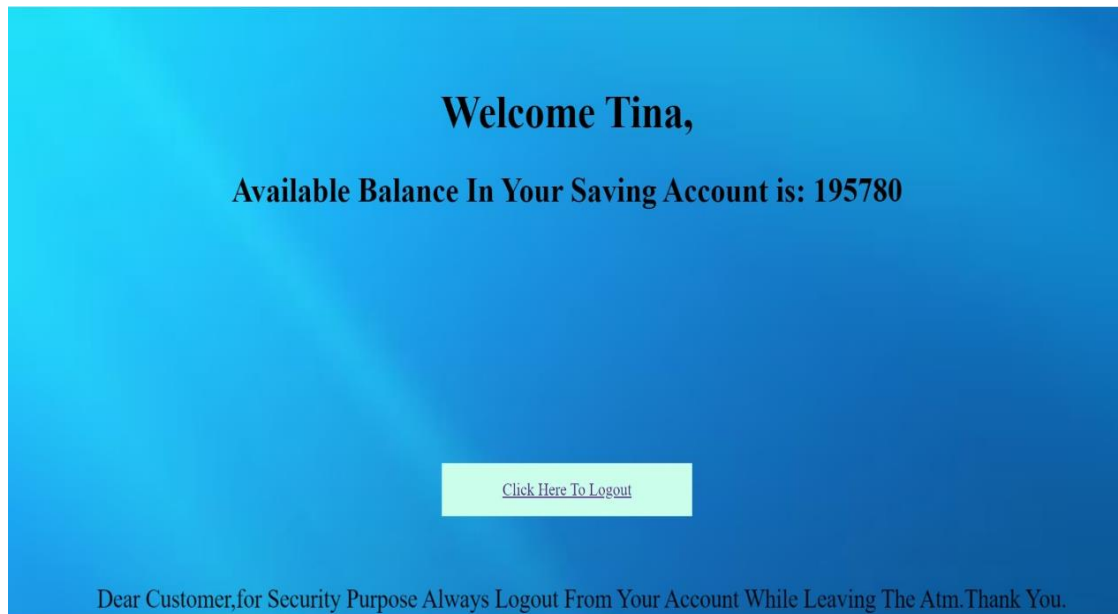 Welcome Tina,
Available Balance In Your Saving Account is: 195780
Click Here To Logout
Dear Customer,for Security Purpose Always Logout From Your Account While Leaving The Atm.Thank You.